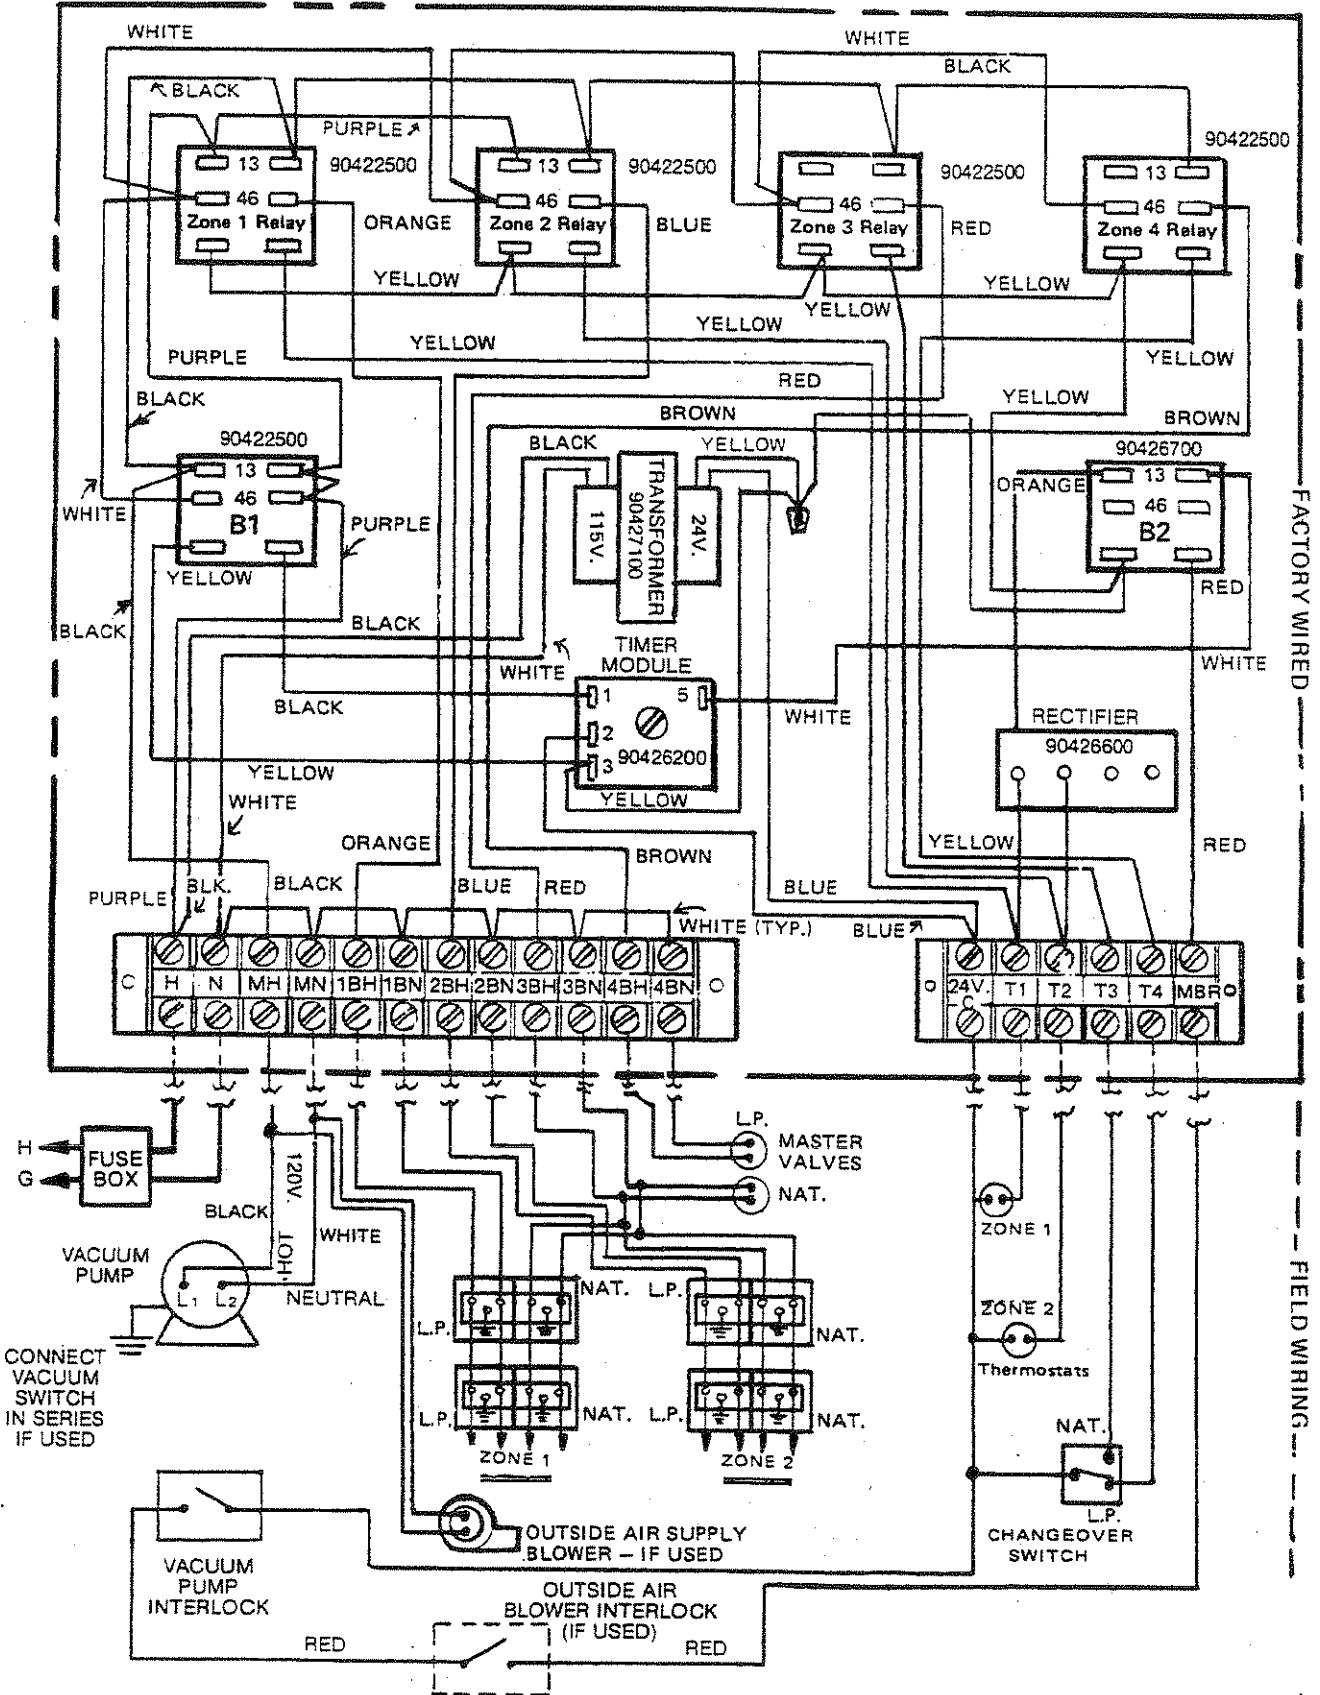 WHITE
WHITE
BLACK
BLACK
PURPLE
13
90422500
46
Zone 1 Relay
ORANGE
13
90422500
46
Zone 2 Relay
BLUE
90422500
46
Zone 3 Relay
RED
90422500
13
46
Zone 4 Relay
YELLOW
YELLOW
YELLOW
YELLOW
YELLOW
YELLOW
PURPLE
RED
YELLOW
BLACK
BROWN
BROWN
90422500
BLACK
YELLOW
90426700
13
46
B1
WHITE
PURPLE
115V.
TRANSFORMER
90427100
24V.
ORANGE
13
46
B2
FACTORY WIRED
YELLOW
RED
BLACK
BLACK
WHITE
TIMER
MODULE
WHITE
BLACK
1
5
2
3
90426200
WHITE
RECTIFIER
90426600
YELLOW
YELLOW
WHITE
ORANGE
BROWN
YELLOW
RED
PURPLE
BLK.
BLACK
BLUE
RED
BLUE
WHITE (TYP.)
BLUE
C
H
N
MH
MN
1BH
1BN
2BH
2BN
3BH
3BN
4BH
4BN
24V.
C
T1
T2
T3
T4
MBR
H
G
FUSE
BOX
120V.
L.P.
MASTER
VALVES
NAT.
BLACK
'HOT'
WHITE
ZONE 1
VACUUM
PUMP
L1
L2
NEUTRAL
NAT.
L.P.
L.P.
NAT.
ZONE 2
Thermostats
FIELD WIRING
CONNECT
VACUUM
SWITCH
IN SERIES
IF USED
L.P.
NAT.
L.P.
NAT.
ZONE 1
ZONE 2
NAT.
L.P.
CHANGEOVER
SWITCH
OUTSIDE AIR SUPPLY
BLOWER – IF USED
VACUUM
PUMP
INTERLOCK
OUTSIDE AIR
BLOWER INTERLOCK
(IF USED)
RED
RED